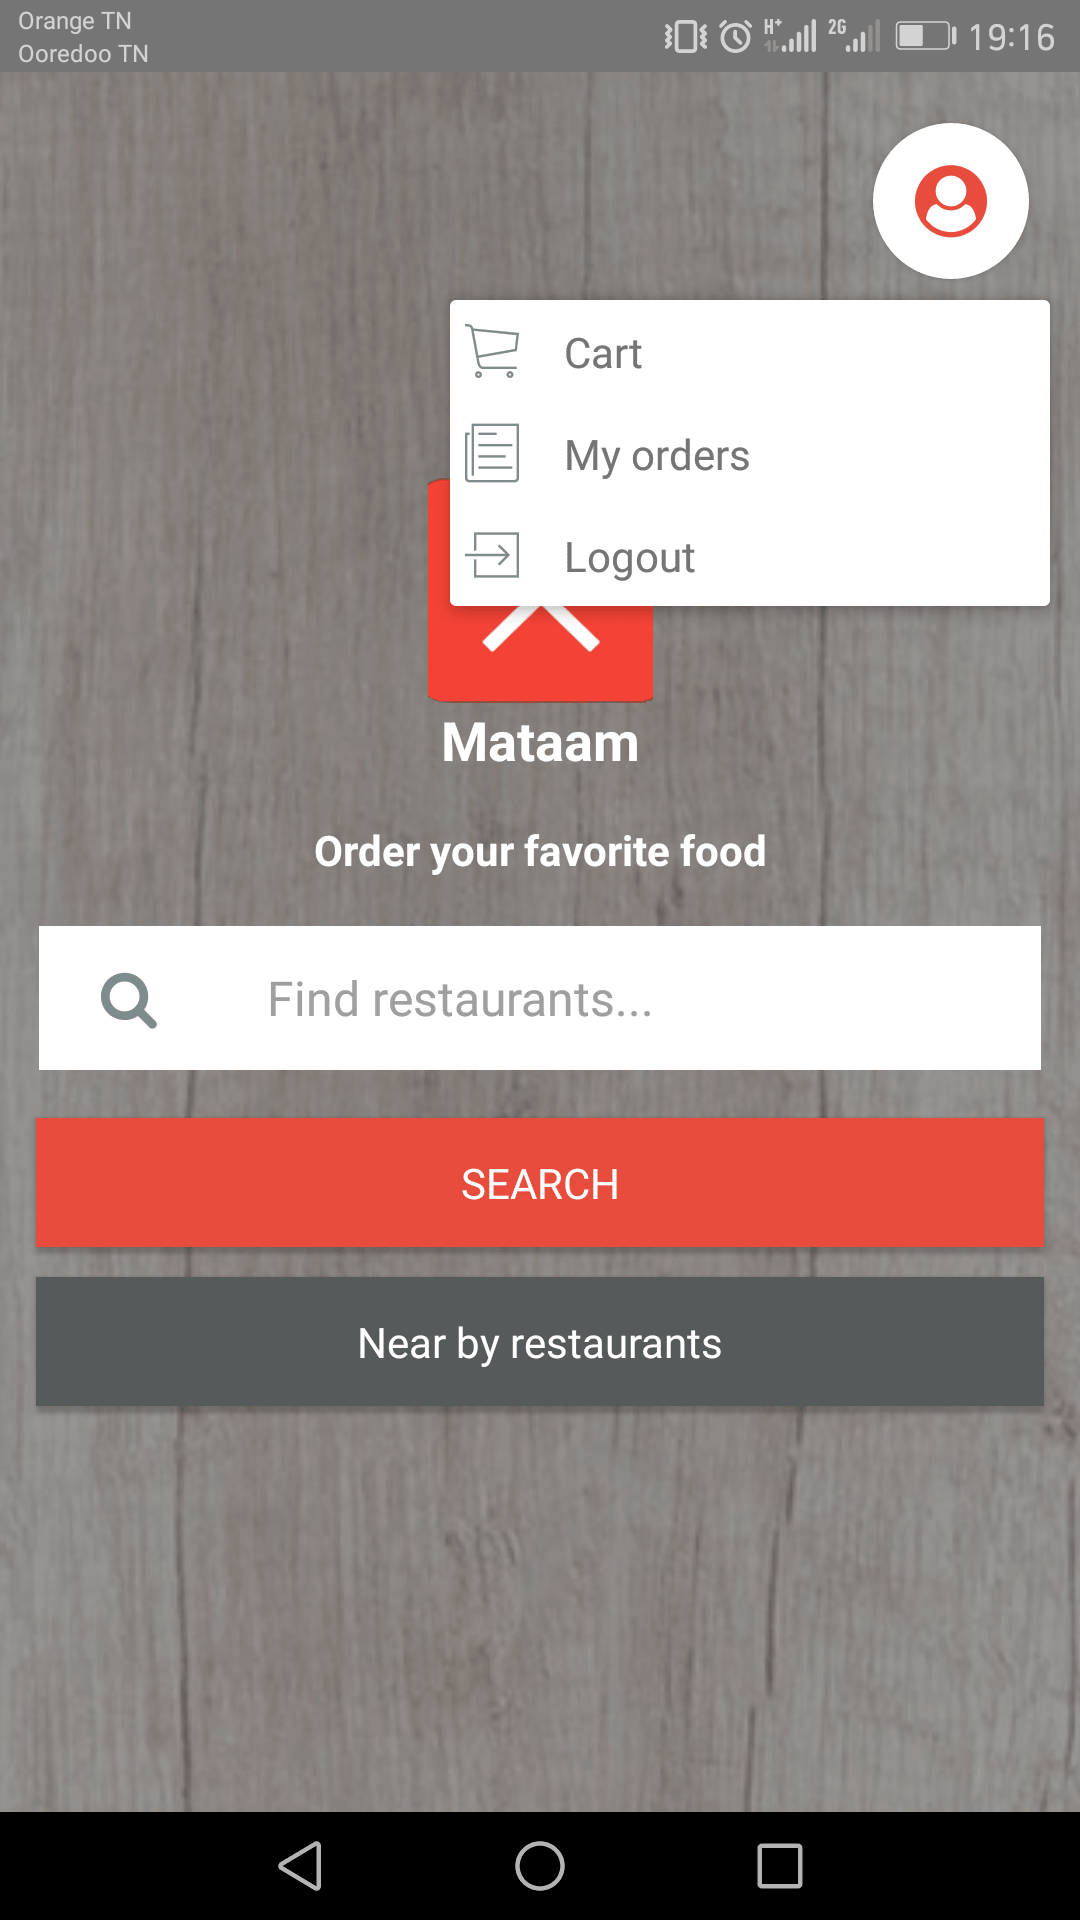 Orange TN
Ooredoo TN
H+
2G
19:16
Cart
My orders
Logout
Mataam
Order your favorite food
Find restaurants...
SEARCH
Near by restaurants